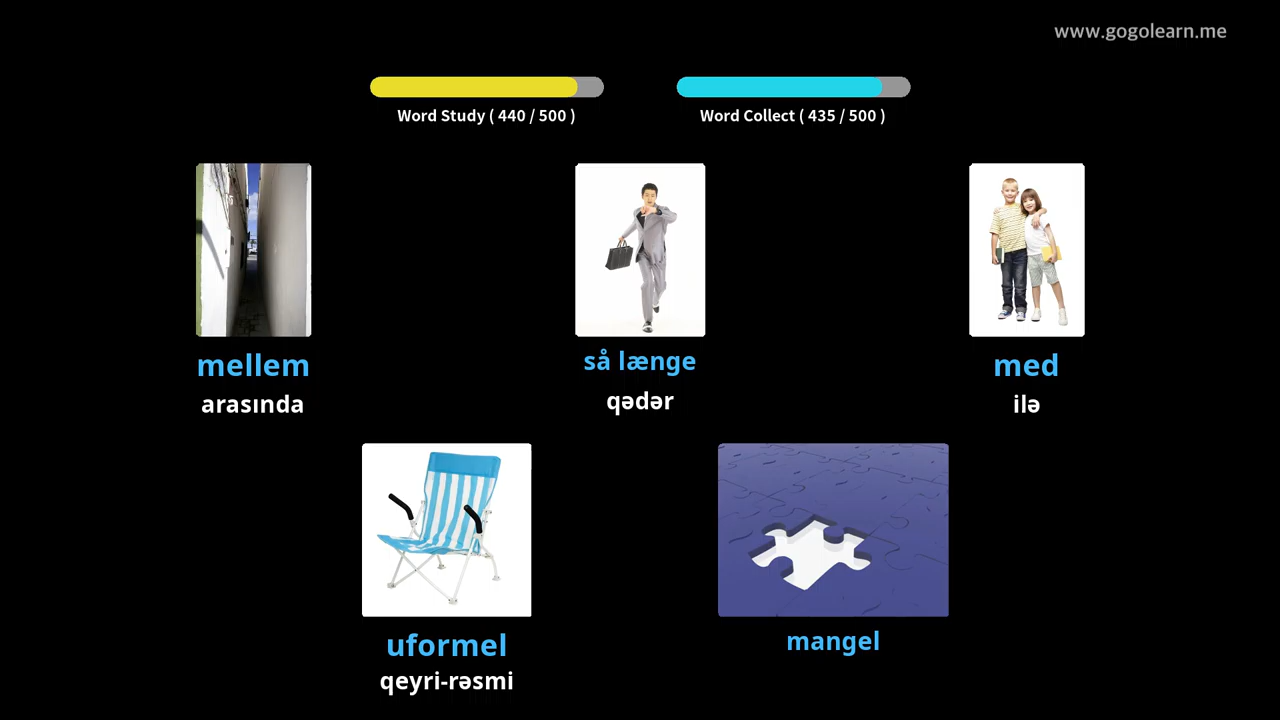 www.gogolearn.me
Word Study ( 440 / 500 )
Word Collect ( 435 / 500 )
mellem
arasında
så længe
qədər
med
ilə
uformel
qeyri-rəsmi
mangel